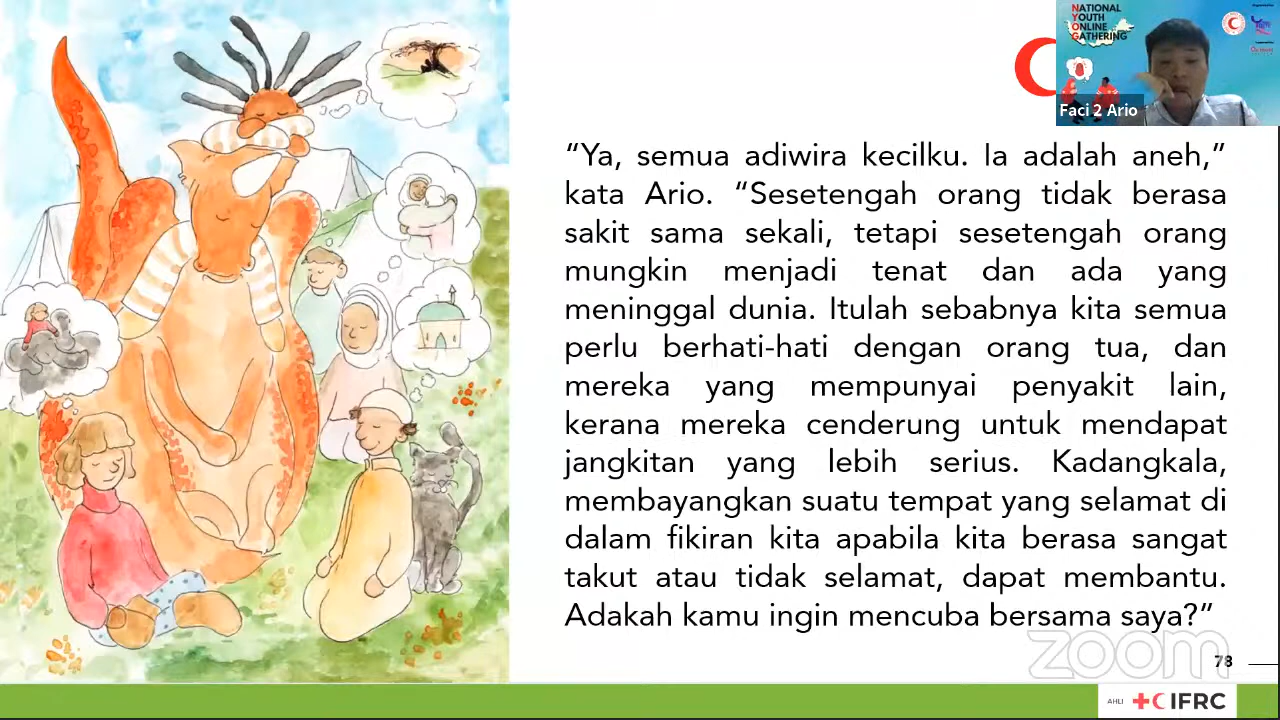 NATIONAL
YOUTH
ONLINE
GATHERING
Faci 2 Ario
“Ya, semua adiwira kecilku. Ia adalah aneh,”
kata Ario. “Sesetengah orang tidak berasa
sakit sama sekali, tetapi sesetengah orang
mungkin menjadi tenat dan ada yang
meninggal dunia. Itulah sebabnya kita semua
perlu berhati-hati dengan orang tua, dan
mereka yang mempunyai penyakit lain,
kerana mereka cenderung untuk mendapat
jangkitan yang lebih serius. Kadangkala,
membayangkan suatu tempat yang selamat di
dalam fikiran kita apabila kita berasa sangat
takut atau tidak selamat, dapat membantu.
Adakah kamu ingin mencuba bersama saya?”
zoom
78
AHLI IFRC